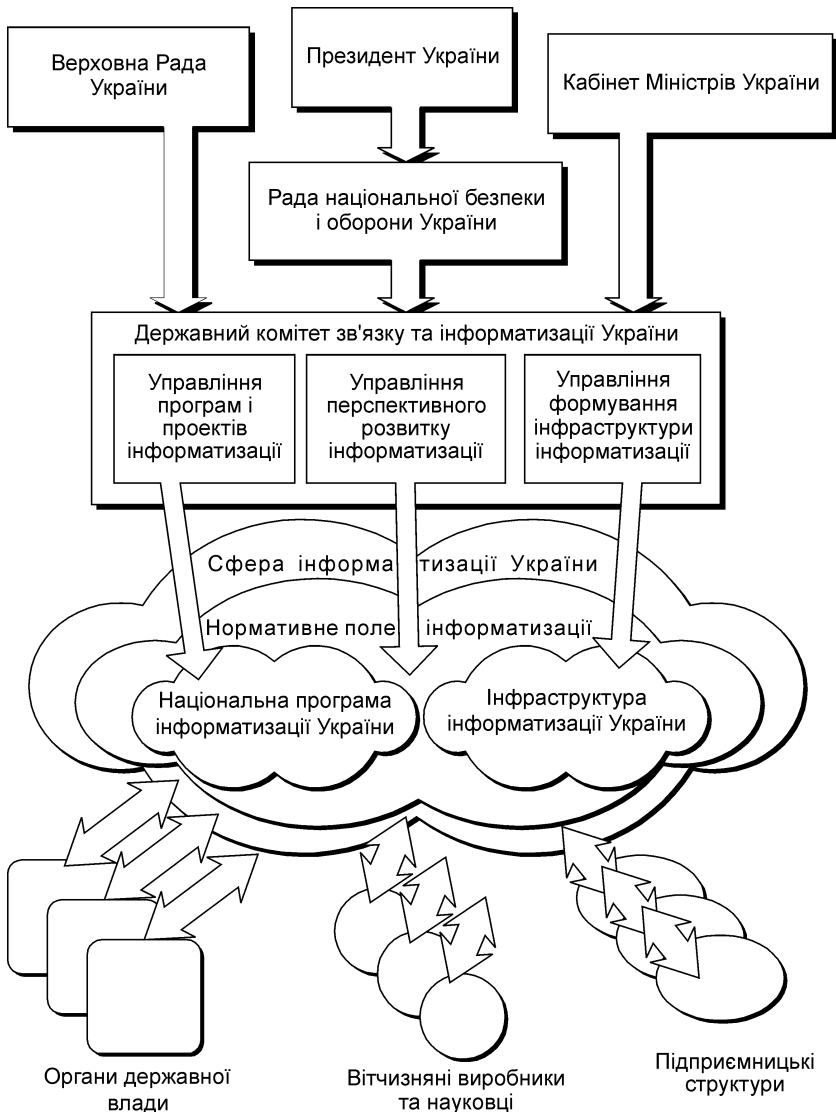 Верховна Рада
України
Президент України
Кабінет Міністрів України
Рада національної безпеки
і оборони України
Державний комітет зв'язку та інформатизації України
Управління
програм і
проектів
інформатизації
Управління
перспективного
розвитку
інформатизації
Управління
формування
інфраструктури
інформатизації
Сфера інформатизації України
Нормативне поле інформатизації
Національна програма
інформатизації України
Інфраструктура
інформатизації України
Органи державної
влади
Вітчизняні виробники
та науковці
Підприємницькі
структури